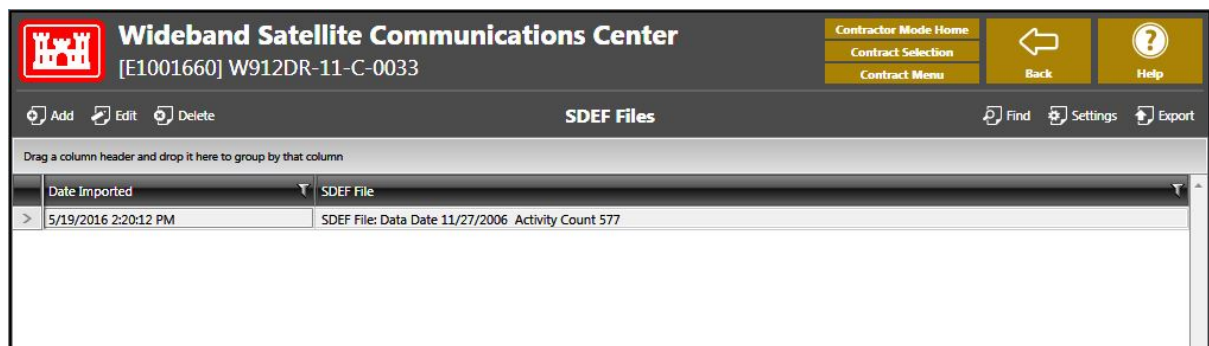 Wideband Satellite Communications Center
[E1001660] W912DR-11-C-0033
Contractor Mode Home
Contract Selection
Contract Menu
Back
Help
Add Edit Delete
SDEF Files
Find Settings Export
Drag a column header and drop it here to group by that column
Date Imported SDEF File
5/19/2016 2:20:12 PM SDEF File: Data Date 11/27/2006 Activity Count 577